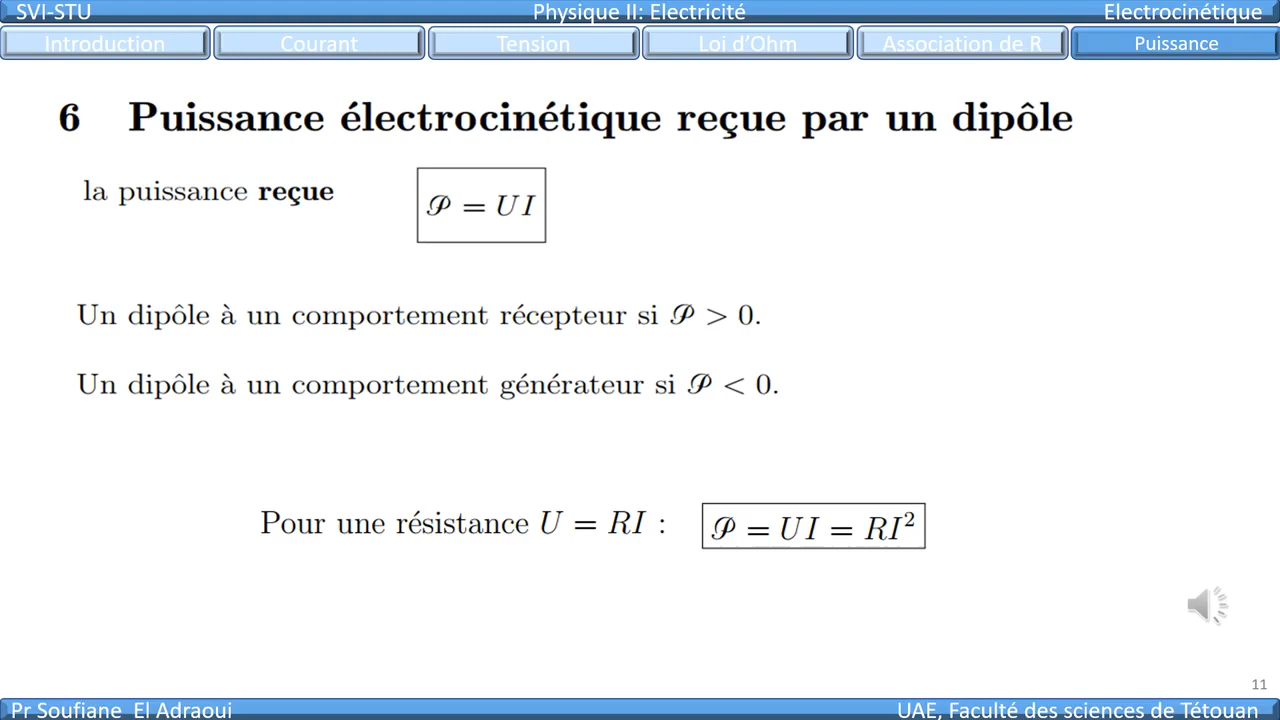 SVI-STU Physique II: Electricité Electrocinétique
Introduction Courant Tension Loi d’Ohm Association de R Puissance
6 Puissance électrocinétique reçue par un dipôle
la puissance reçue 𝒫 = UI
Un dipôle à un comportement récepteur si 𝒫 > 0.
Un dipôle à un comportement générateur si 𝒫 < 0.
Pour une résistance U = RI : 𝒫 = UI = RI²
11
Pr Soufiane El Adraoui UAE, Faculté des sciences de Tétouan